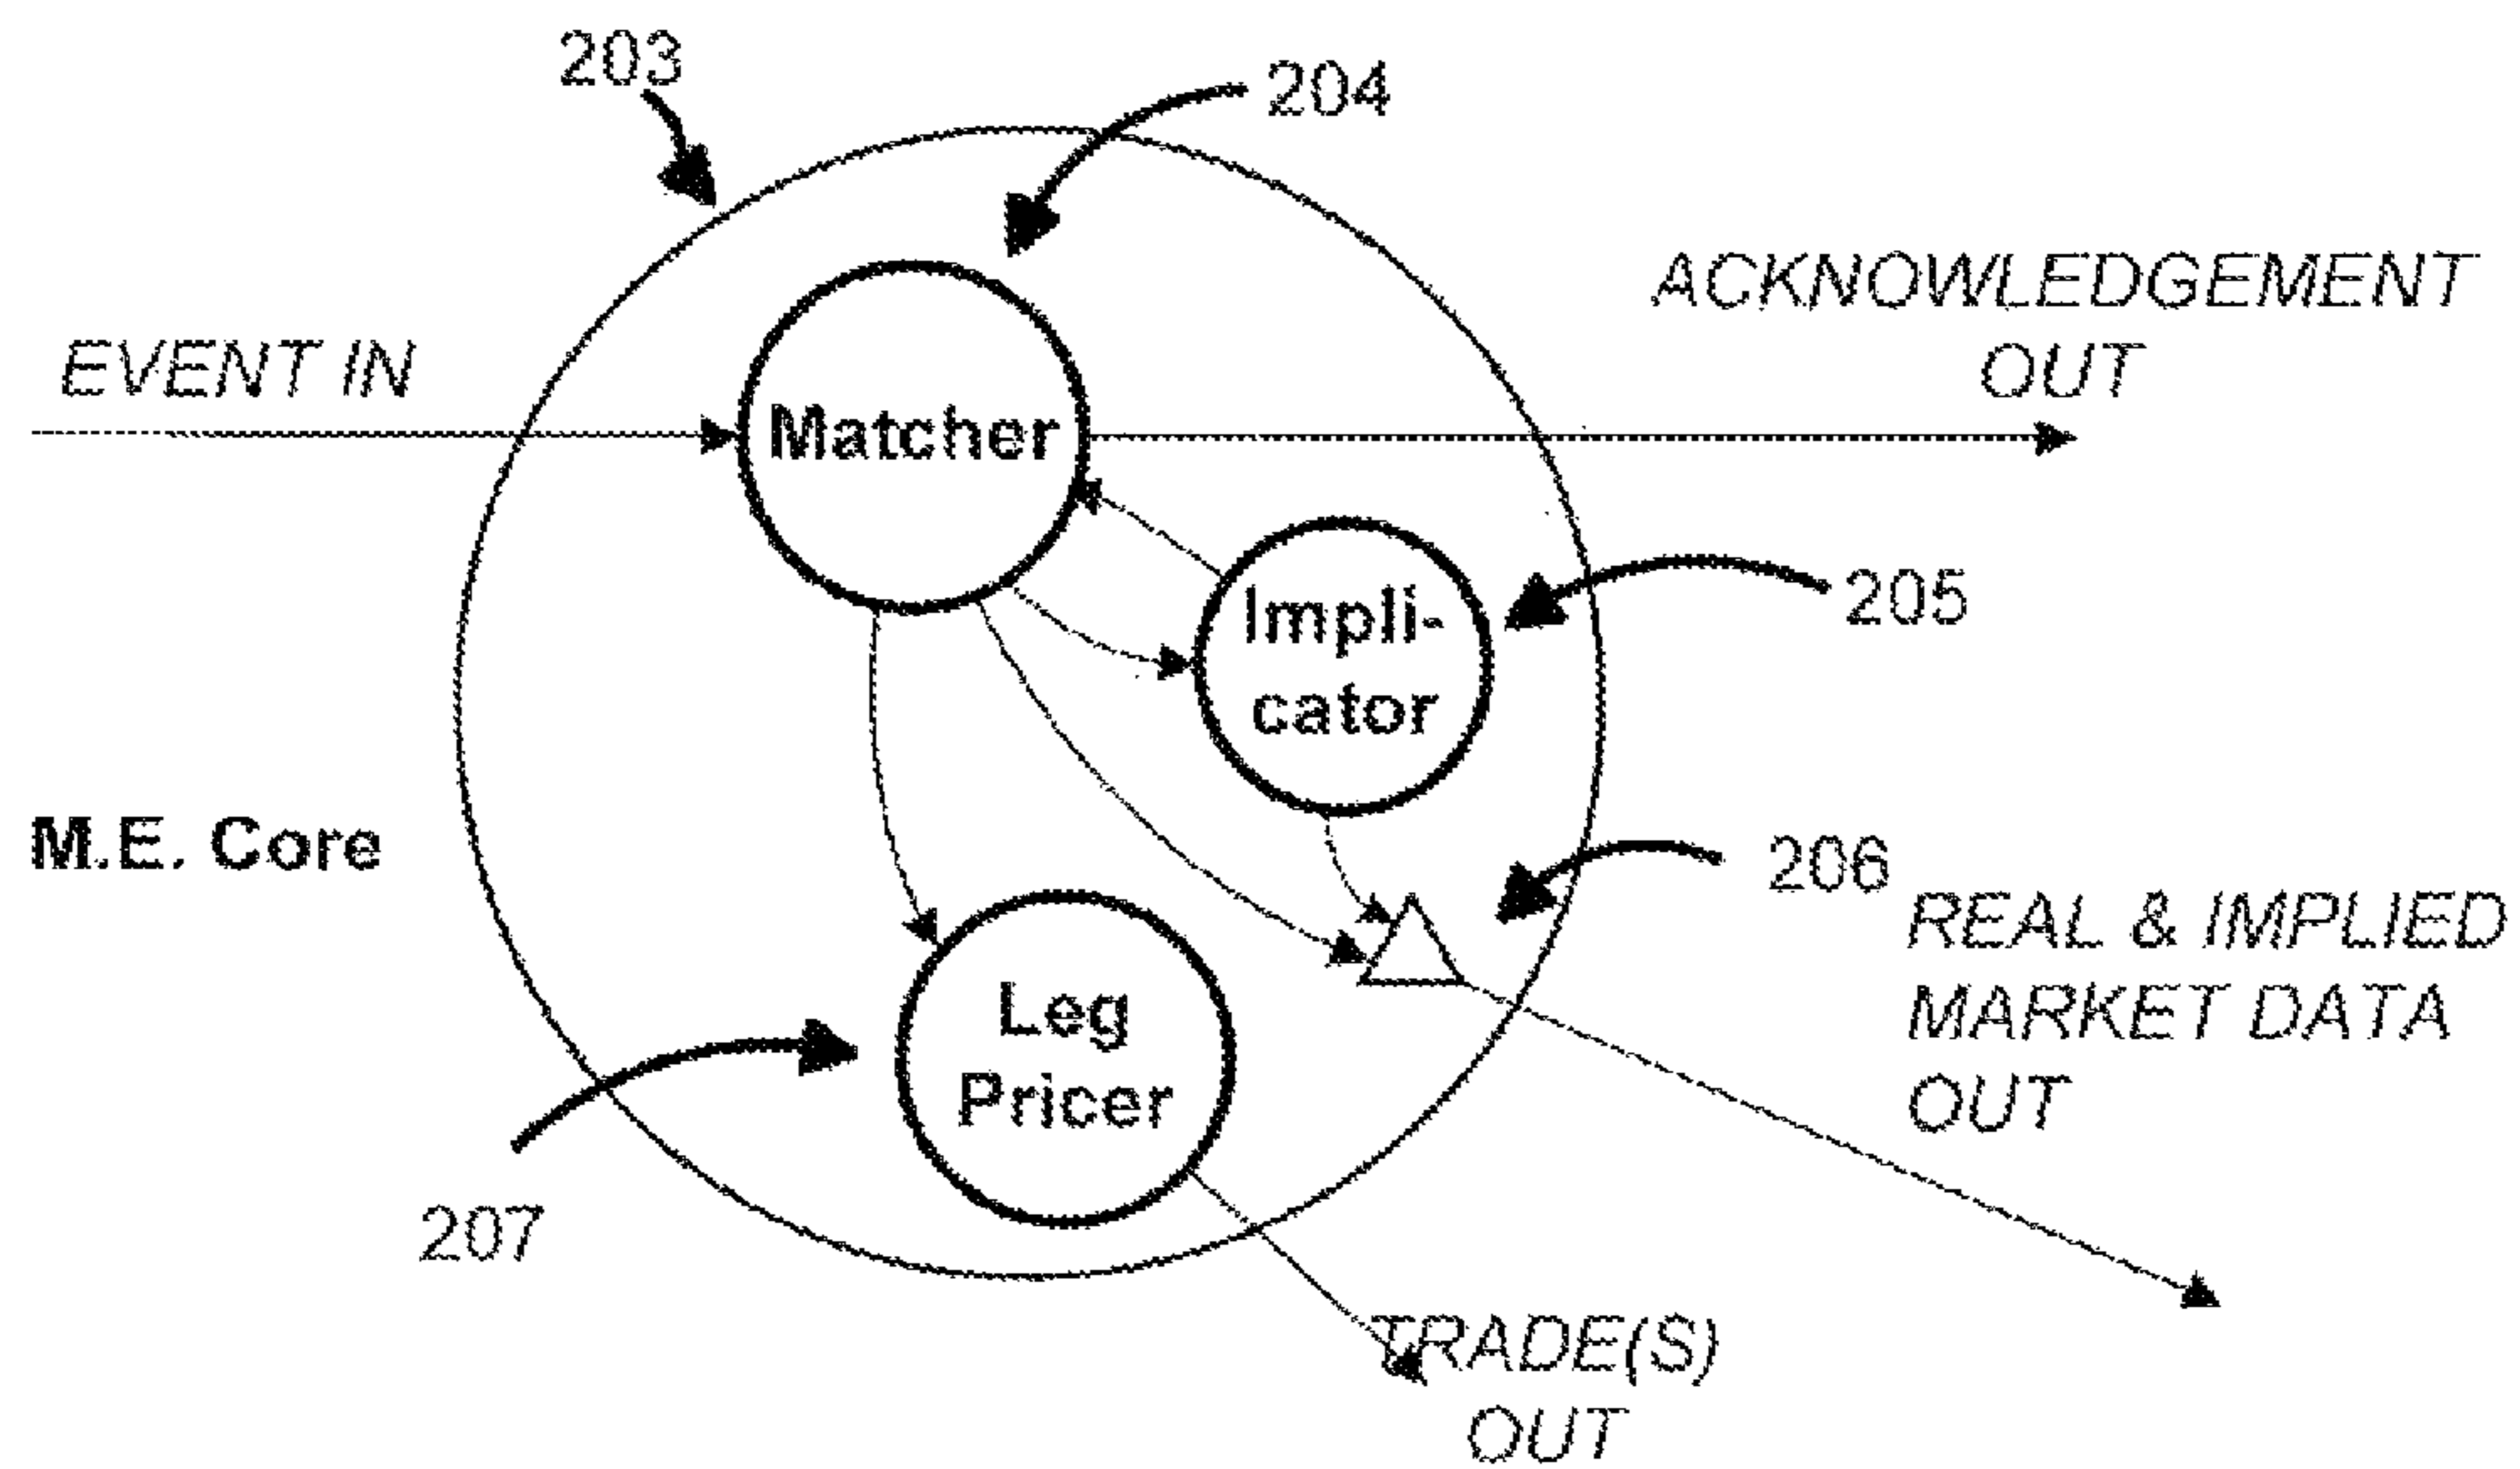 203
204
ACKNOWLEDGEMENT
OUT
EVENT IN
Matcher
205
Impli-
cator
M.E. Core
206
REAL & IMPLIED
MARKET DATA
OUT
Leg
Pricer
207
TRADE(S)
OUT